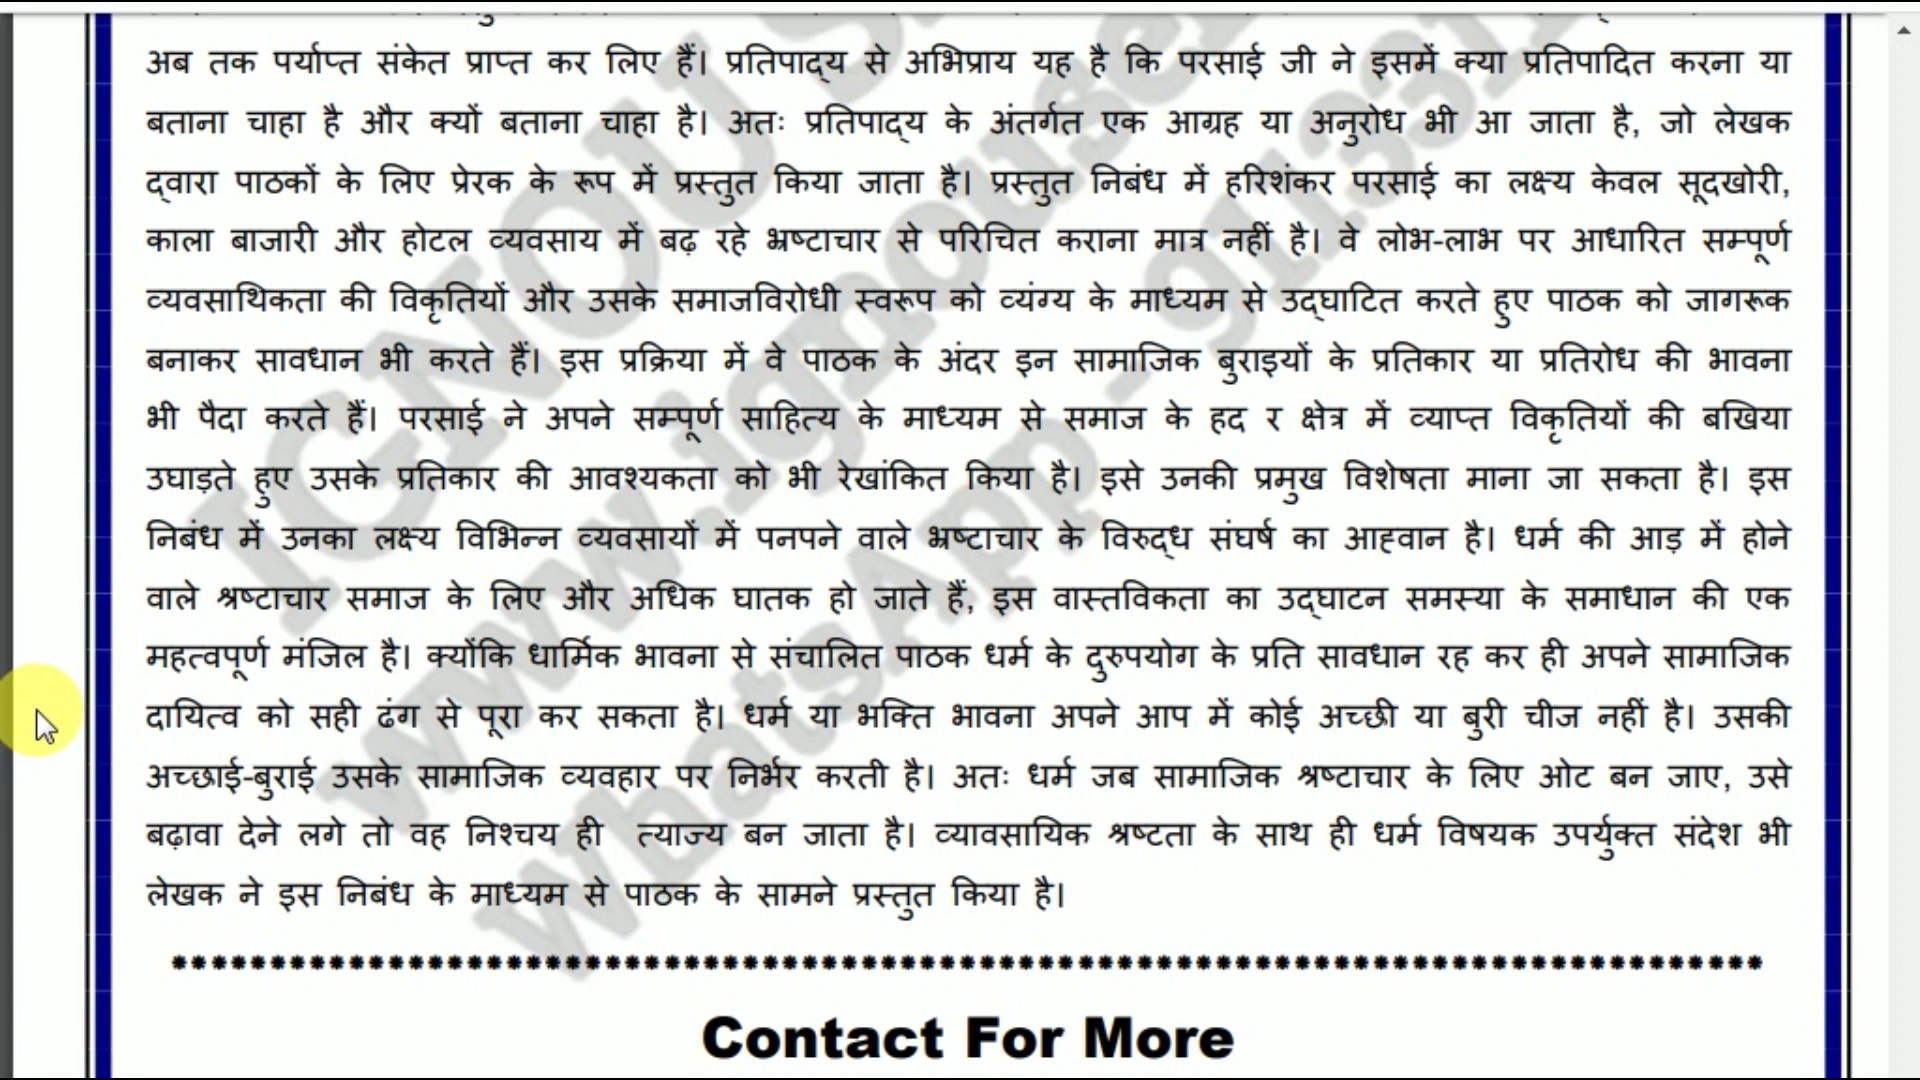 अब तक पर्याप्त संकेत प्राप्त कर लिए हैं। प्रतिपाद्य से अभिप्राय यह है कि परसाई जी ने इसमें क्या प्रतिपादित करना या
बताना चाहा है और क्यों बताना चाहा है। अतः प्रतिपाद्य के अंतर्गत एक आग्रह या अनुरोध भी आ जाता है, जो लेखक
द्वारा पाठकों के लिए प्रेरक के रूप में प्रस्तुत किया जाता है। प्रस्तुत निबंध में हरिशंकर परसाई का लक्ष्य केवल सूदखोरी,
काला बाजारी और होटल व्यवसाय में बढ़ रहे भ्रष्टाचार से परिचित कराना मात्र नहीं है। वे लोभ-लाभ पर आधारित सम्पूर्ण
व्यवसाथिकता की विकृतियों और उसके समाजविरोधी स्वरूप को व्यंग्य के माध्यम से उद्घाटित करते हुए पाठक को जागरूक
बनाकर सावधान भी करते हैं। इस प्रक्रिया में वे पाठक के अंदर इन सामाजिक बुराइयों के प्रतिकार या प्रतिरोध की भावना
भी पैदा करते हैं। परसाई ने अपने सम्पूर्ण साहित्य के माध्यम से समाज के हद र क्षेत्र में व्याप्त विकृतियों की बखिया
उघाड़ते हुए उसके प्रतिकार की आवश्यकता को भी रेखांकित किया है। इसे उनकी प्रमुख विशेषता माना जा सकता है। इस
निबंध में उनका लक्ष्य विभिन्न व्यवसायों में पनपने वाले भ्रष्टाचार के विरुद्ध संघर्ष का आह्वान है। धर्म की आड़ में होने
वाले श्रष्टाचार समाज के लिए और अधिक घातक हो जाते हैं, इस वास्तविकता का उद्घाटन समस्या के समाधान की एक
महत्वपूर्ण मंजिल है। क्योंकि धार्मिक भावना से संचालित पाठक धर्म के दुरुपयोग के प्रति सावधान रह कर ही अपने सामाजिक
दायित्व को सही ढंग से पूरा कर सकता है। धर्म या भक्ति भावना अपने आप में कोई अच्छी या बुरी चीज नहीं है। उसकी
अच्छाई-बुराई उसके सामाजिक व्यवहार पर निर्भर करती है। अतः धर्म जब सामाजिक श्रष्टाचार के लिए ओट बन जाए, उसे
बढ़ावा देने लगे तो वह निश्चय ही त्याज्य बन जाता है। व्यावसायिक श्रष्टता के साथ ही धर्म विषयक उपर्युक्त संदेश भी
लेखक ने इस निबंध के माध्यम से पाठक के सामने प्रस्तुत किया है।
Contact For More